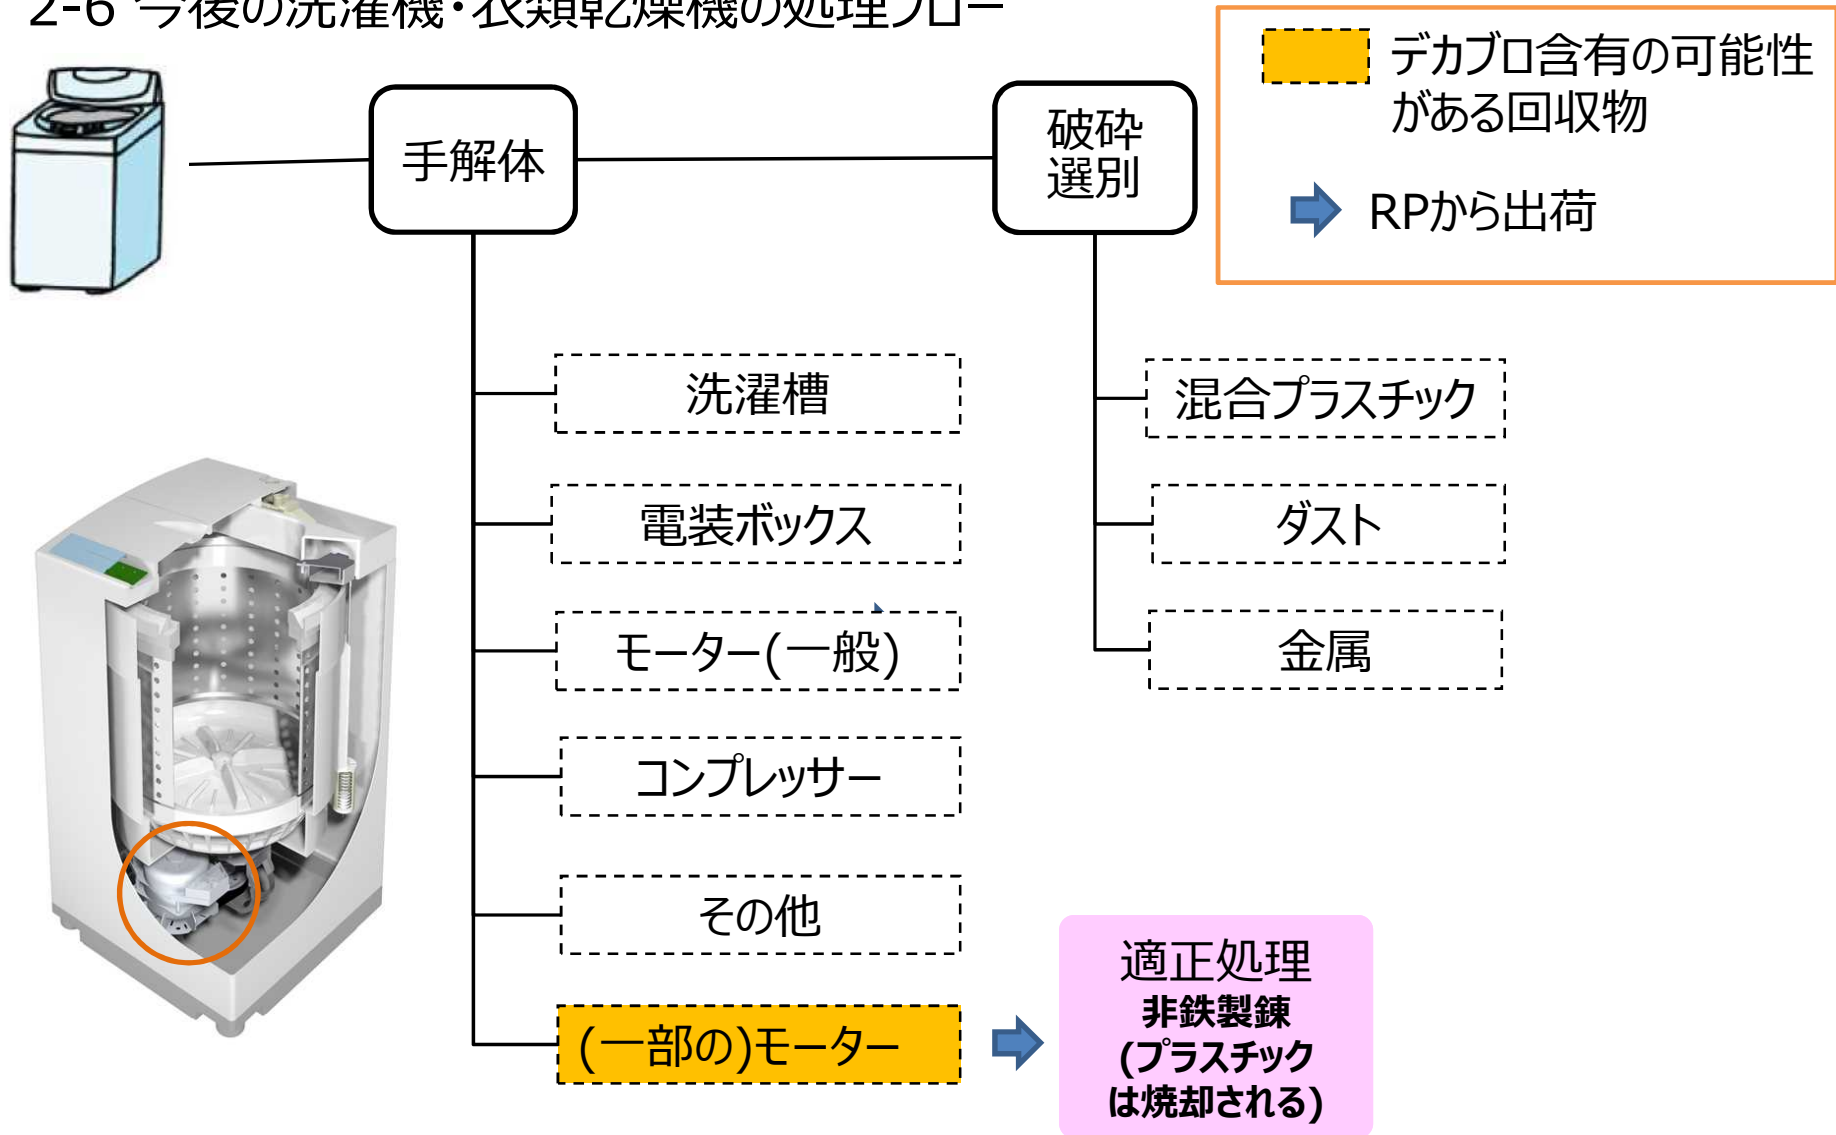 2-6 今後の洗濯機・衣類乾燥機の処理フロー
デカブロ含有の可能性
がある回収物
RPから出荷
手解体
破砕
選別
洗濯槽
電装ボックス
モーター(一般)
コンプレッサー
その他
(一部の)モーター
混合プラスチック
ダスト
金属
適正処理
非鉄製錬
(プラスチック
は焼却される)